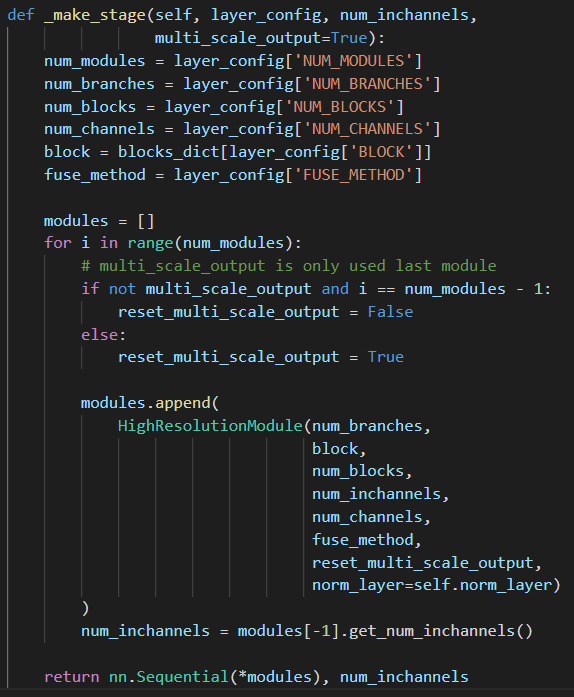 def _make_stage(self, layer_config, num_inchannels,
                multi_scale_output=True):
    num_modules = layer_config['NUM_MODULES']
    num_branches = layer_config['NUM_BRANCHES']
    num_blocks = layer_config['NUM_BLOCKS']
    num_channels = layer_config['NUM_CHANNELS']
    block = blocks_dict[layer_config['BLOCK']]
    fuse_method = layer_config['FUSE_METHOD']

    modules = []
    for i in range(num_modules):
        # multi_scale_output is only used last module
        if not multi_scale_output and i == num_modules - 1:
            reset_multi_scale_output = False
        else:
            reset_multi_scale_output = True

        modules.append(
            HighResolutionModule(num_branches,
                                 block,
                                 num_blocks,
                                 num_inchannels,
                                 num_channels,
                                 fuse_method,
                                 reset_multi_scale_output,
                                 norm_layer=self.norm_layer)
        )
        num_inchannels = modules[-1].get_num_inchannels()

    return nn.Sequential(*modules), num_inchannels